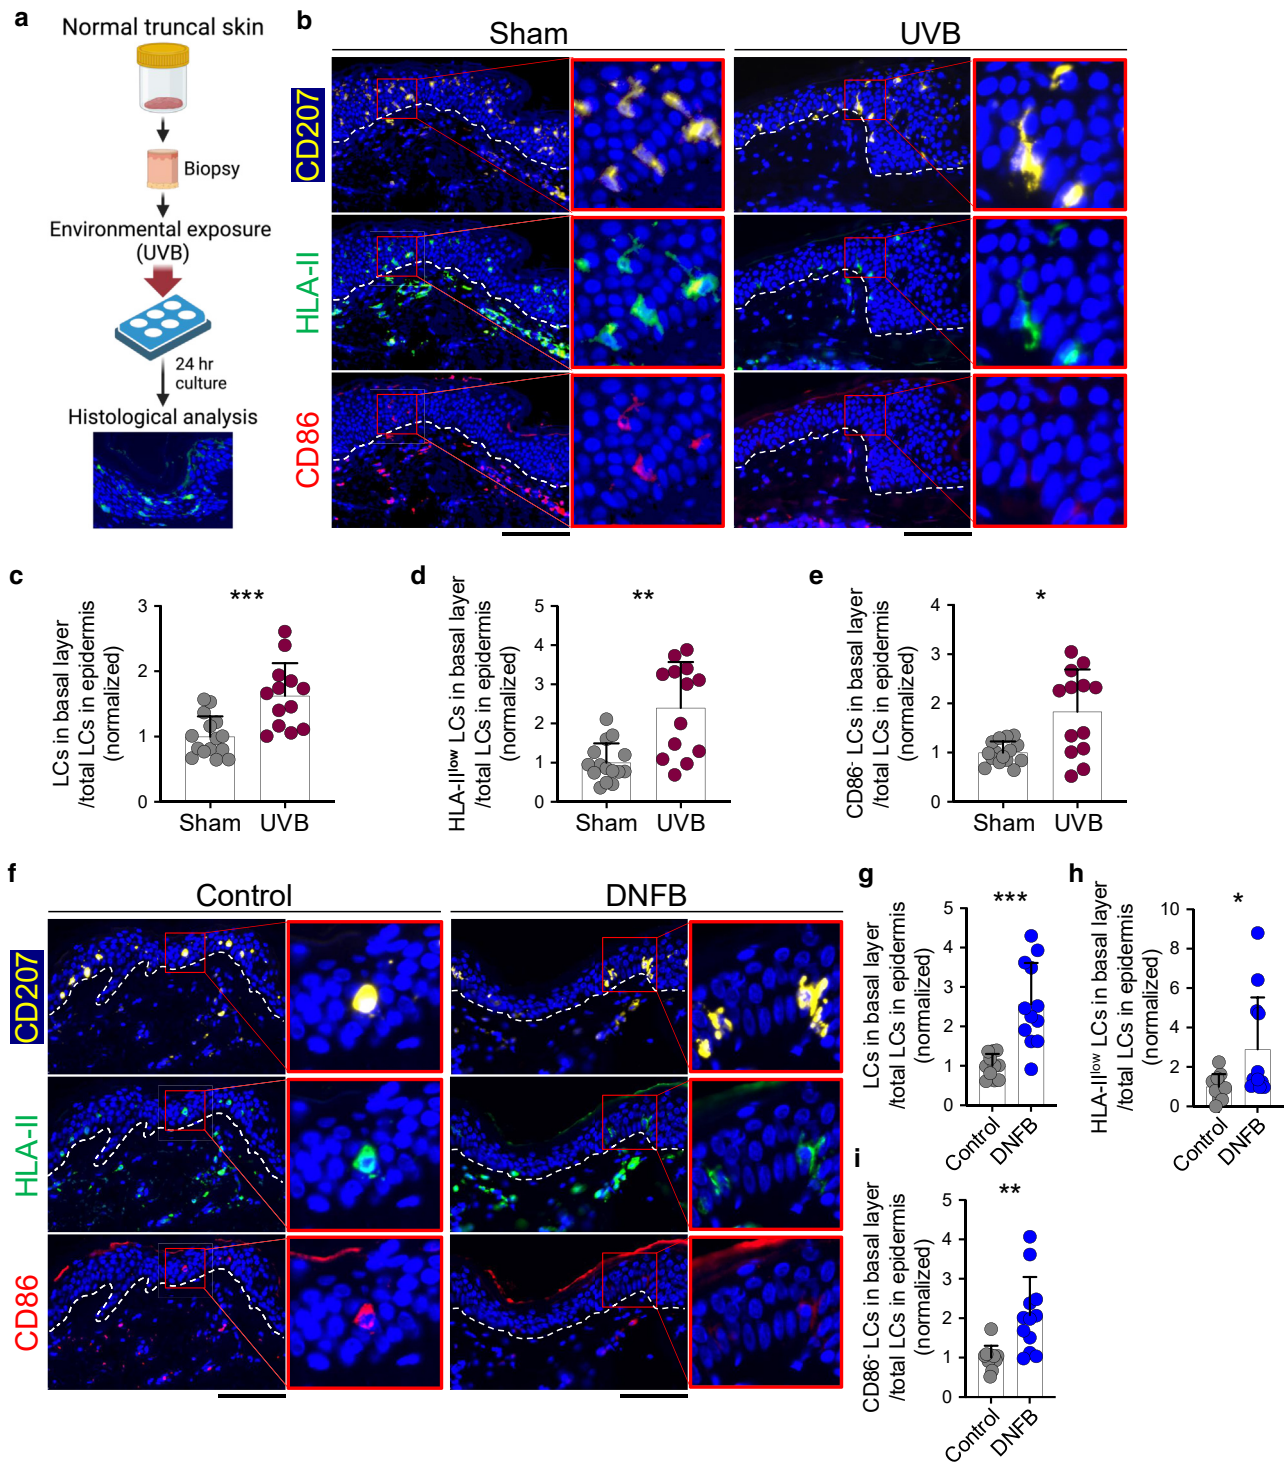 a
Normal truncal skin
Biopsy
Environmental exposure
(UVB)
24 hr
culture
Histological analysis
b
Sham
UVB
CD207
HLA-II
CD86
c
LCs in basal layer
/total LCs in epidermis
(normalized)
3
2
1
0
***
Sham
UVB
d
HLA-IIlow LCs in basal layer
/total LCs in epidermis
(normalized)
5
4
3
2
1
0
**
Sham
UVB
e
CD86- LCs in basal layer
/total LCs in epidermis
(normalized)
4
3
2
1
0
*
Sham
UVB
f
Control
DNFB
CD207
HLA-II
CD86
g
LCs in basal layer
/total LCs in epidermis
(normalized)
5
4
3
2
1
0
***
Control
DNFB
h
HLA-IIlow LCs in basal layer
/total LCs in epidermis
(normalized)
10
8
6
4
2
0
*
Control
DNFB
i
CD86- LCs in basal layer
/total LCs in epidermis
(normalized)
5
4
3
2
1
0
**
Control
DNFB